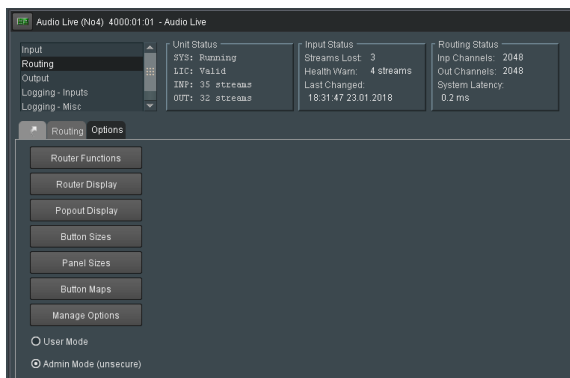 Audio Live (No4) 4000:01:01 - Audio Live
Input
Routing
Output
Logging - Inputs
Logging - Misc
Unit Status
SYS: Running
LIC: Valid
INP: 35 streams
OUT: 32 streams
Input Status
Streams Lost: 3
Health Warn: 4 streams
Last Changed:
18:31:47 23.01.2018
Routing Status
Inp Channels: 2048
Out Channels: 2048
System Latency:
0.2 ms
Routing Options
Router Functions
Router Display
Popout Display
Button Sizes
Panel Sizes
Button Maps
Manage Options
User Mode
Admin Mode (unsecure)